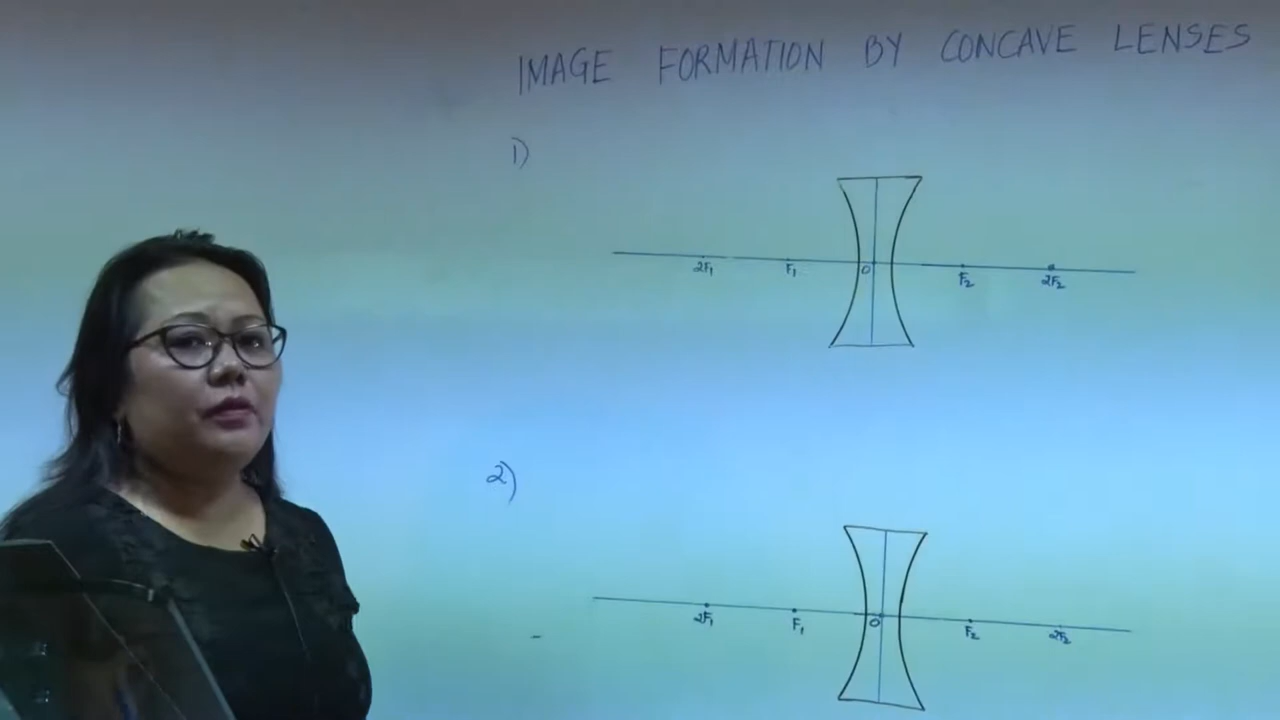 IMAGE FORMATION BY CONCAVE LENSES
1)
2F₁ F₁ O F₂ 2F₂
2)
2F₁ F₁ O F₂ 2F₂